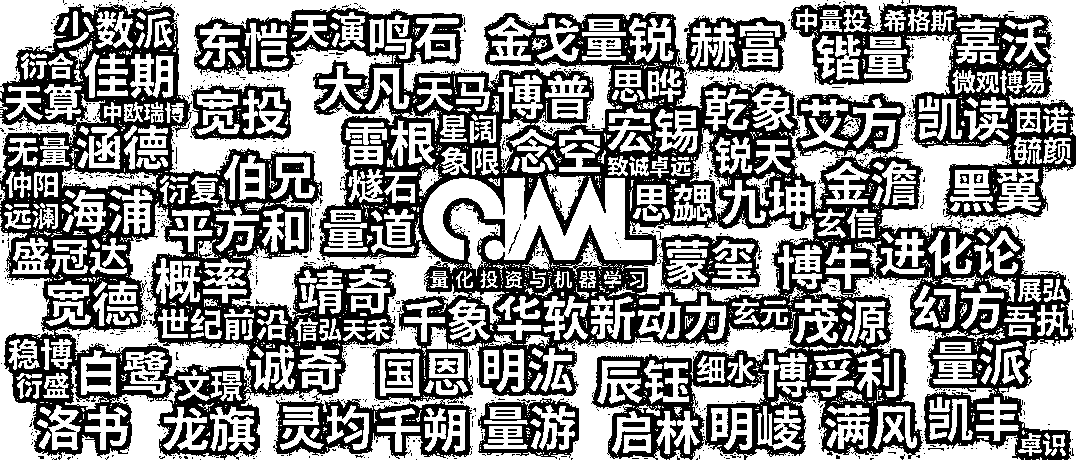 少数派 东恺 天演 鸣石 金戈量锐 赫富 中量投 希格斯 嘉沃
衍合 佳期 锴量 微观博易
天算 中欧瑞博 宽投 大凡 天马 博普 思晔 乾象 艾方 凯读 因诺
无量 涵德 雷根 星阔 象限 念空 宏锡 致诚卓远 锐天 毓颜
仲阳 衍复 伯兄 燧石 金澹 黑翼
远澜 海浦 平方和 量道 QIML 思勰 九坤 玄信
盛冠达 量化投资与机器学习 蒙玺 博牛 进化论
宽德 概率 靖奇 幻方 展弘
世纪前沿 信弘天禾 千象 华软新动力 玄元 茂源 吾执
稳博 衍盛 白鹭 文璟 诚奇 国恩 明汯 辰钰 细水 博孚利 量派
洛书 龙旗 灵均 千朔 量游 启林 明崚 满风 凯丰 卓识